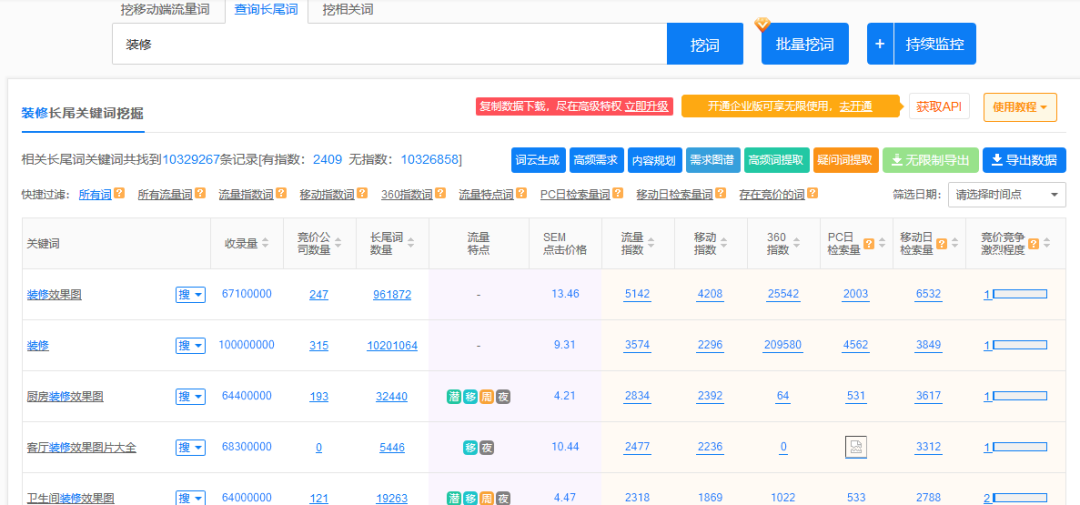 挖移动端流量词 查询长尾词 挖相关词
装修 挖词 批量挖词 + 持续监控
装修长尾关键词挖掘 复制数据下载，尽在高级特权 立即升级 开通企业版可享无限使用，去开通 获取API 使用教程
相关长尾词关键词共找到10329267条记录[有指数：2409 无指数：10326858] 词云生成 高频需求 内容规划 需求图谱 高频词提取 疑问词提取 无限制导出 导出数据
快捷过滤： 所有词 ? 所有流量词 ? 流量指数词 ? 移动指数词 ? 360指数词 ? 流量特点词 ? PC日检索量词 ? 移动日检索量词 ? 存在竞价的词 ? 筛选日期： 请选择时间点
关键词 收录量 竞价公司数量 长尾词数量 流量特点 SEM点击价格 流量指数 移动指数 360指数 PC日检索量 ? 移动日检索量 ? 竞价竞争激烈程度 ?
装修效果图 搜 67100000 247 961872 - 13.46 5142 4208 25542 2003 6532 1
装修 搜 100000000 315 10201064 - 9.31 3574 2296 209580 4562 3849 1
厨房装修效果图 搜 64400000 193 32440 潜 移 周 夜 4.21 2834 2392 64 531 3617 1
客厅装修效果图片大全 搜 68300000 0 5446 移 夜 10.44 2477 2236 0 3312 1
卫生间装修效果图 搜 64000000 121 19263 潜 移 周 夜 4.47 2318 1869 1022 533 2788 2